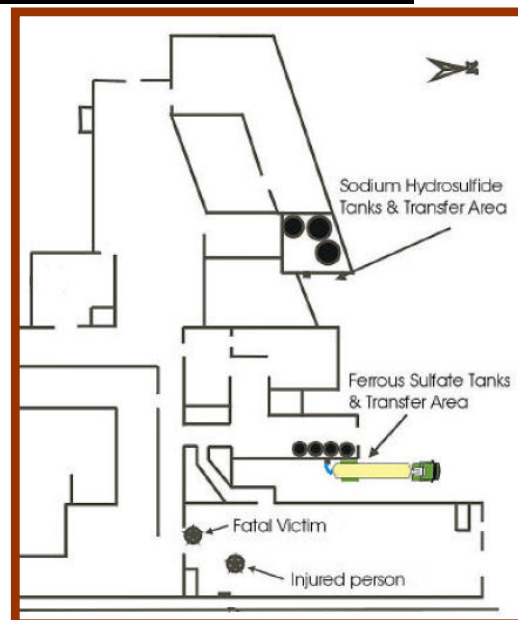 N
Sodium Hydrosulfide
Tanks & Transfer Area
Ferrous Sulfate Tanks
& Transfer Area
Fatal Victim
Injured person